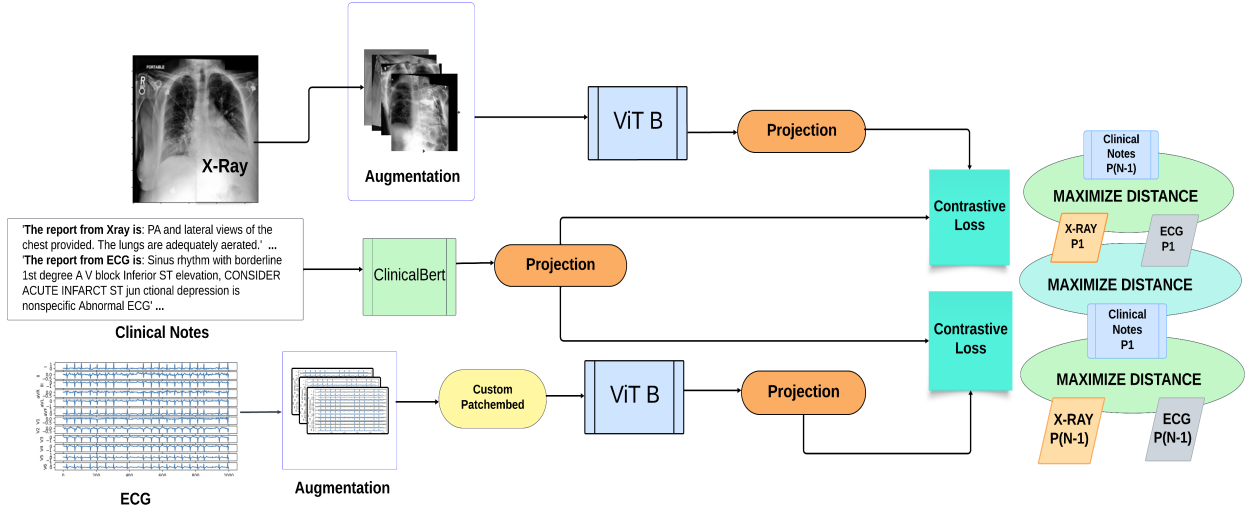 PORTABLE
R
X-Ray
Augmentation
ViT B
Projection
Contrastive
Loss
'The report from Xray is: PA and lateral views of the
chest provided. The lungs are adequately aerated.' ...
'The report from ECG is: Sinus rhythm with borderline
1st degree A V block Inferior ST elevation, CONSIDER
ACUTE INFARCT ST jun ctional depression is
nonspecific Abnormal ECG' ...
Clinical Notes
ClinicalBert
Projection
Contrastive
Loss
ECG
Augmentation
Custom
Patchembed
ViT B
Projection
Clinical
Notes
P(N-1)
MAXIMIZE DISTANCE
X-RAY
P1
ECG
P1
MAXIMIZE DISTANCE
Clinical
Notes
P1
MAXIMIZE DISTANCE
X-RAY
P(N-1)
ECG
P(N-1)